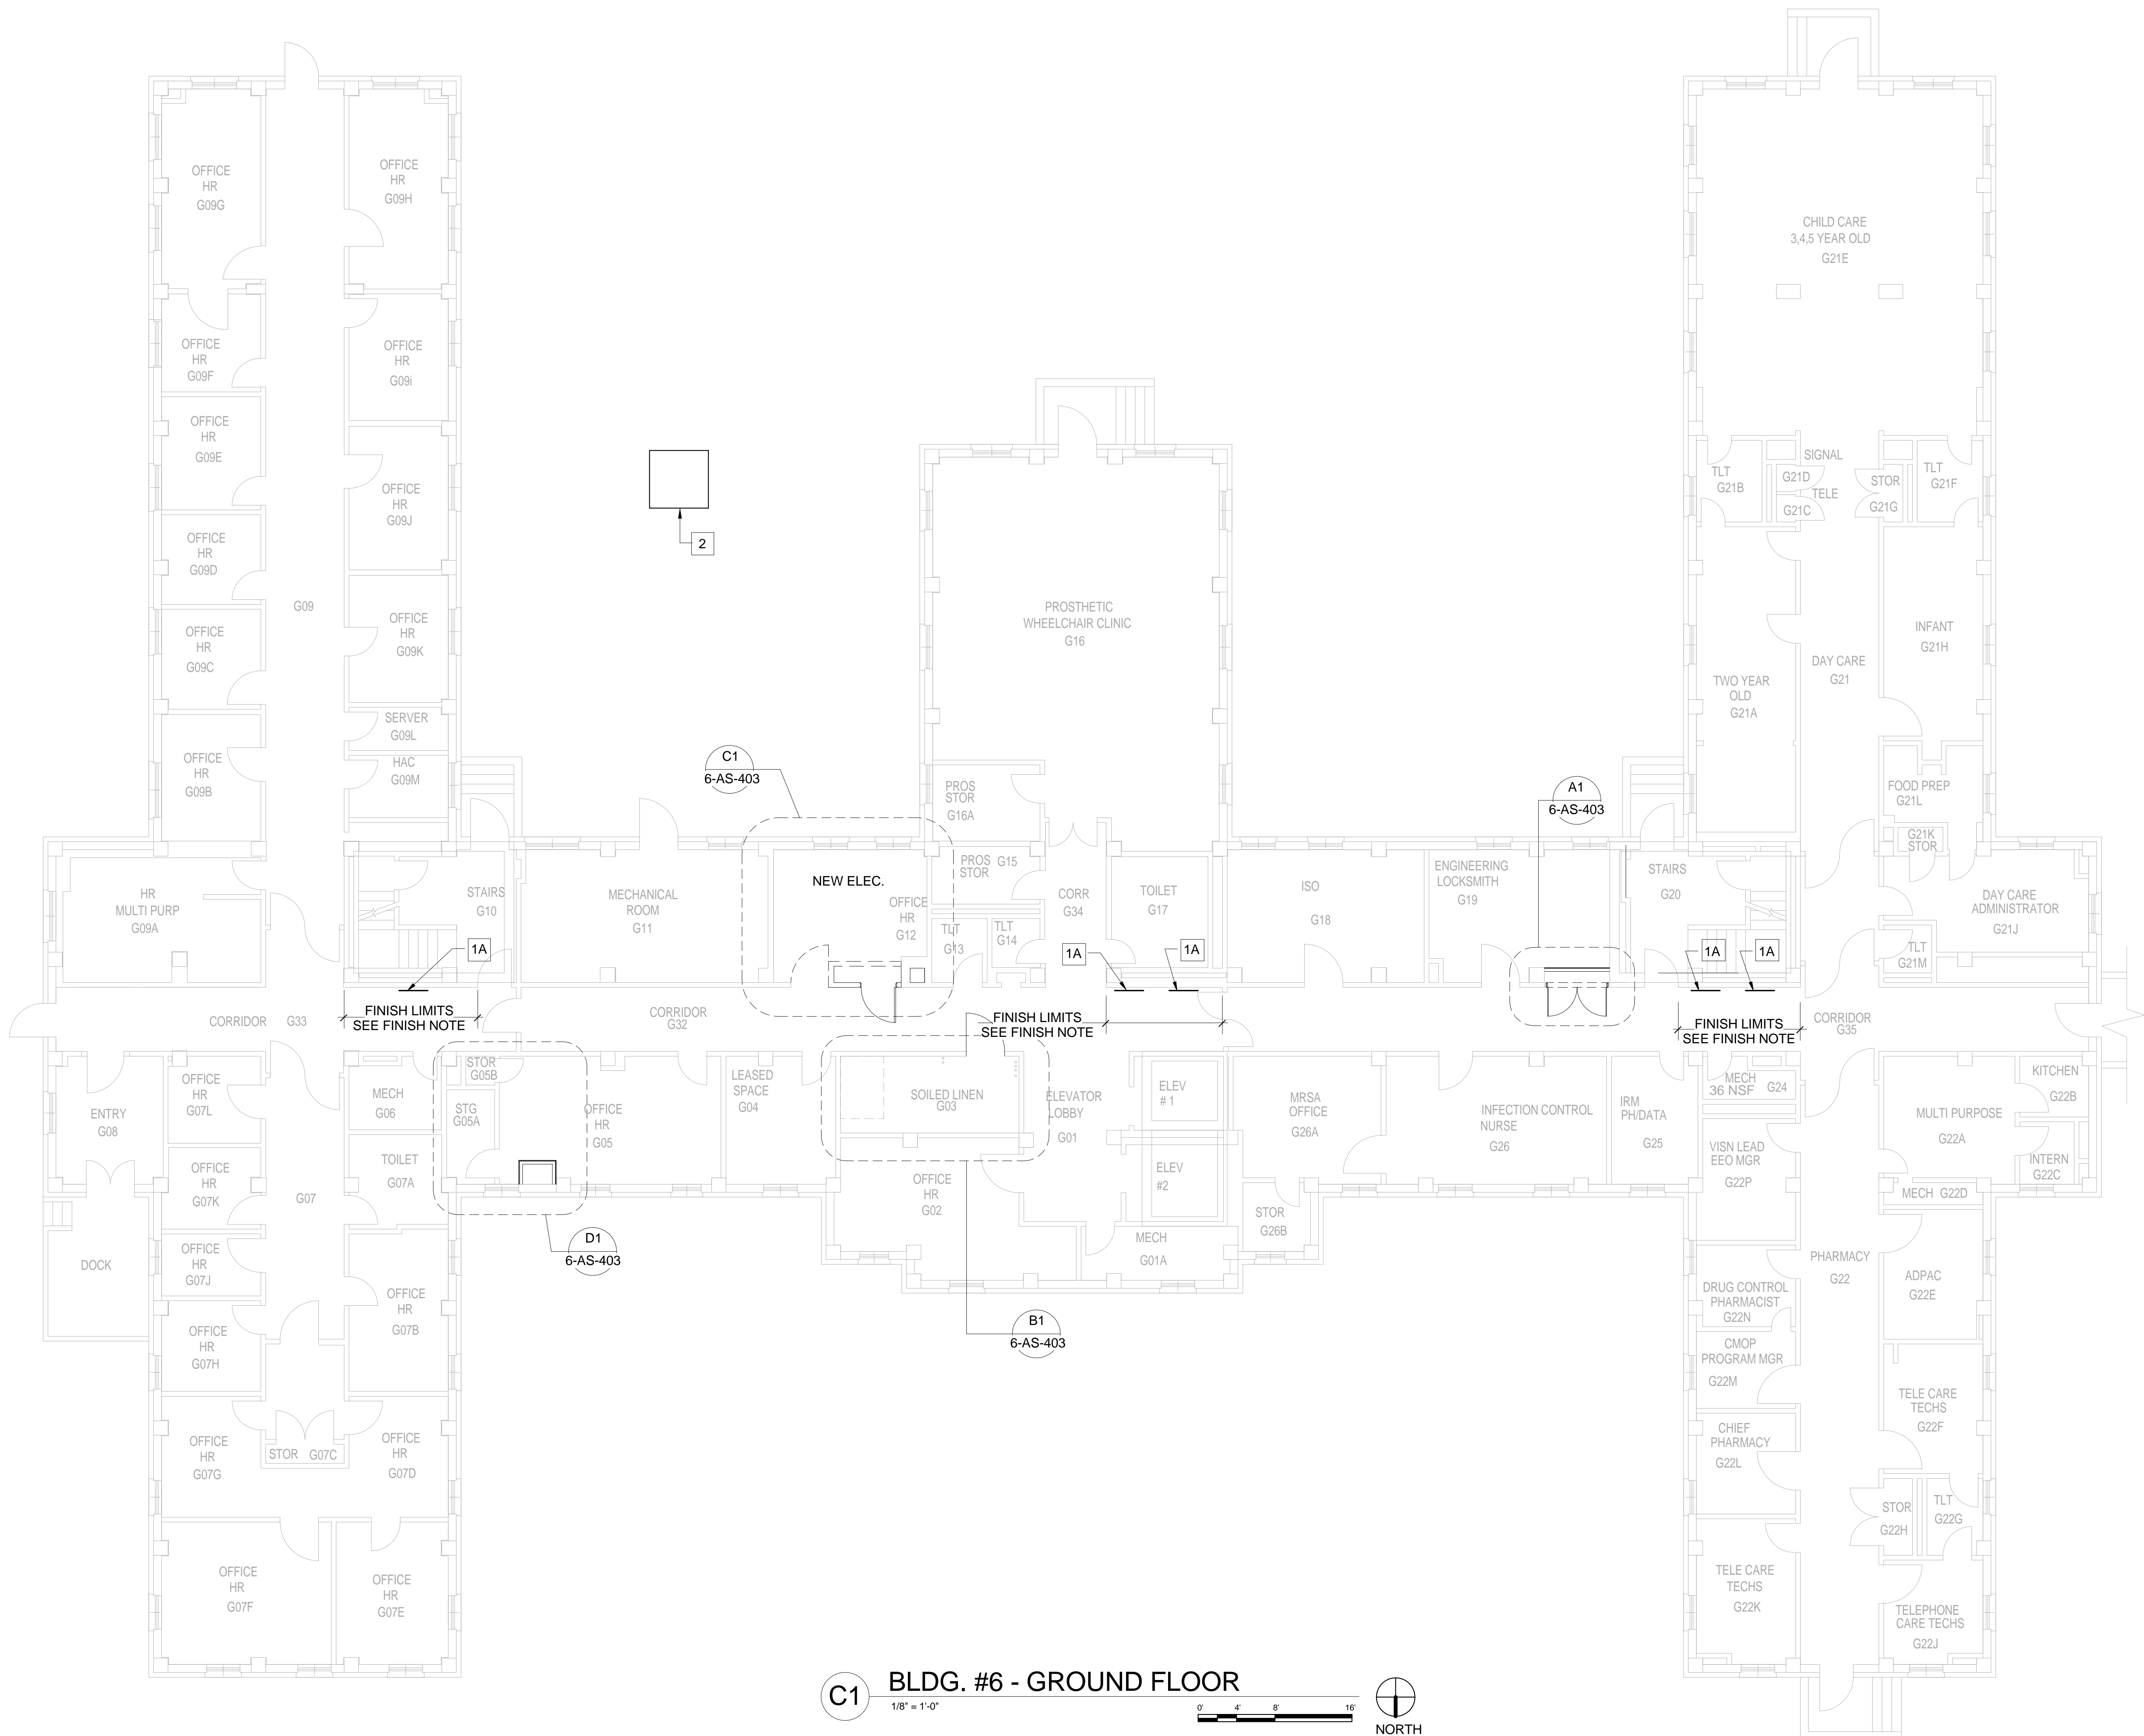 OFFICE
HR
G09G
OFFICE
HR
G09H
OFFICE
HR
G09F
OFFICE
HR
G09i
OFFICE
HR
G09E
OFFICE
HR
G09J
OFFICE
HR
G09D
OFFICE
HR
G09C
G09
OFFICE
HR
G09K
SERVER
G09L
OFFICE
HR
G09B
HAC
G09M
HR
MULTI PURP
G09A
STAIRS
G10
1A
FINISH LIMITS
SEE FINISH NOTE
CORRIDOR G33
2
C1
6-AS-403
MECHANICAL
ROOM
G11
NEW ELEC.
OFFICE
HR
G12
CORRIDOR
G32
PROSTHETIC
WHEELCHAIR CLINIC
G16
PROS
STOR
G16A
PROS G15
STOR
TLT
G13
TLT
G14
CORR
G34
TOILET
G17
1A
1A
FINISH LIMITS
SEE FINISH NOTE
ISO
G18
ENGINEERING
LOCKSMITH
G19
A1
6-AS-403
STAIRS
G20
1A
1A
FINISH LIMITS
SEE FINISH NOTE
CORRIDOR
G35
CHILD CARE
3,4,5 YEAR OLD
G21E
TLT
G21B
SIGNAL
G21D
TELE
G21C
STOR
G21G
TLT
G21F
TWO YEAR
OLD
G21A
DAY CARE
G21
INFANT
G21H
FOOD PREP
G21L
G21K
STOR
DAY CARE
ADMINISTRATOR
G21J
TLT
G21M
ENTRY
G08
OFFICE
HR
G07L
MECH
G06
STOR
G05B
STG
G05A
OFFICE
HR
G05
LEASED
SPACE
G04
SOILED LINEN
G03
ELEVATOR
LOBBY
G01
ELEV
# 1
ELEV
#2
MRSA
OFFICE
G26A
INFECTION CONTROL
NURSE
G26
IRM
PH/DATA
G25
MECH
36 NSF G24
VISN LEAD
EEO MGR
G22P
MULTI PURPOSE
G22A
KITCHEN
G22B
INTERN
G22C
MECH G22D
OFFICE
HR
G07K
G07
TOILET
G07A
OFFICE
HR
G02
MECH
G01A
STOR
G26B
DOCK
OFFICE
HR
G07J
OFFICE
HR
G07B
OFFICE
HR
G07H
D1
6-AS-403
B1
6-AS-403
DRUG CONTROL
PHARMACIST
G22N
PHARMACY
G22
ADPAC
G22E
CMOP
PROGRAM MGR
G22M
TELE CARE
TECHS
G22F
OFFICE
HR
G07G
STOR G07C
OFFICE
HR
G07D
CHIEF
PHARMACY
G22L
STOR
G22H
TLT
G22G
OFFICE
HR
G07F
OFFICE
HR
G07E
TELE CARE
TECHS
G22K
TELEPHONE
CARE TECHS
G22J
C1
BLDG. #6 - GROUND FLOOR
1/8" = 1'-0"
0' 4' 8' 16'
NORTH